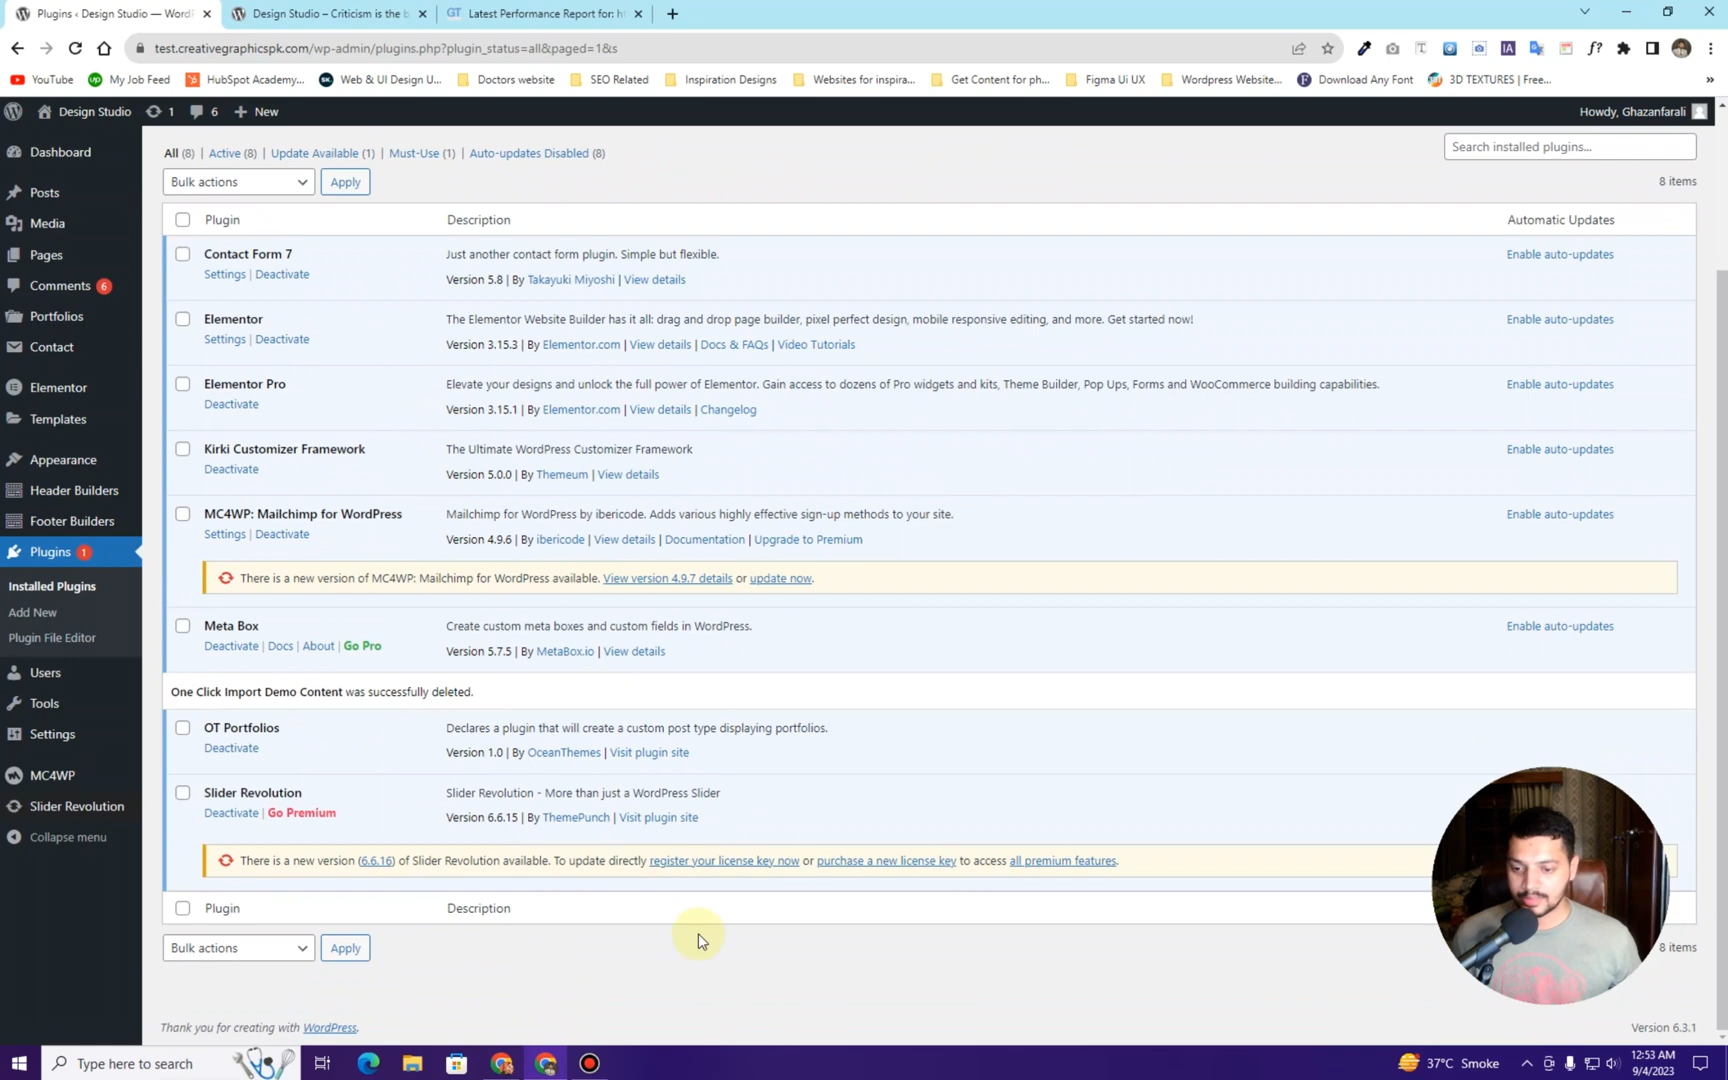 Plugins ‹ Design Studio — WordP
Design Studio – Criticism is the b
GT Latest Performance Report for: ht
test.creativegraphicspk.com/wp-admin/plugins.php?plugin_status=all&paged=1&s
YouTube
My Job Feed
HubSpot Academy...
Web & UI Design U...
Doctors website
SEO Related
Inspiration Designs
Websites for inspira...
Get Content for ph...
Figma Ui UX
Wordpress Website...
Download Any Font
3D TEXTURES | Free...
Design Studio
1
6
New
Howdy, Ghazanfarali
Dashboard
Posts
Media
Pages
Comments 6
Portfolios
Contact
Elementor
Templates
Appearance
Header Builders
Footer Builders
Plugins 1
Installed Plugins
Add New
Plugin File Editor
Users
Tools
Settings
MC4WP
Slider Revolution
Collapse menu
All (8) | Active (8) | Update Available (1) | Must-Use (1) | Auto-updates Disabled (8)
Search installed plugins...
Bulk actions
Apply
8 items
Plugin
Description
Automatic Updates
Contact Form 7
Settings | Deactivate
Just another contact form plugin. Simple but flexible.
Version 5.8 | By Takayuki Miyoshi | View details
Enable auto-updates
Elementor
Settings | Deactivate
The Elementor Website Builder has it all: drag and drop page builder, pixel perfect design, mobile responsive editing, and more. Get started now!
Version 3.15.3 | By Elementor.com | View details | Docs & FAQs | Video Tutorials
Enable auto-updates
Elementor Pro
Deactivate
Elevate your designs and unlock the full power of Elementor. Gain access to dozens of Pro widgets and kits, Theme Builder, Pop Ups, Forms and WooCommerce building capabilities.
Version 3.15.1 | By Elementor.com | View details | Changelog
Enable auto-updates
Kirki Customizer Framework
Deactivate
The Ultimate WordPress Customizer Framework
Version 5.0.0 | By Themeum | View details
Enable auto-updates
MC4WP: Mailchimp for WordPress
Settings | Deactivate
Mailchimp for WordPress by ibericode. Adds various highly effective sign-up methods to your site.
Version 4.9.6 | By ibericode | View details | Documentation | Upgrade to Premium
Enable auto-updates
There is a new version of MC4WP: Mailchimp for WordPress available. View version 4.9.7 details or update now.
Meta Box
Deactivate | Docs | About | Go Pro
Create custom meta boxes and custom fields in WordPress.
Version 5.7.5 | By MetaBox.io | View details
Enable auto-updates
One Click Import Demo Content was successfully deleted.
OT Portfolios
Deactivate
Declares a plugin that will create a custom post type displaying portfolios.
Version 1.0 | By OceanThemes | Visit plugin site
Slider Revolution
Deactivate | Go Premium
Slider Revolution - More than just a WordPress Slider
Version 6.6.15 | By ThemePunch | Visit plugin site
There is a new version (6.6.16) of Slider Revolution available. To update directly register your license key now or purchase a new license key to access all premium features.
Plugin
Description
Bulk actions
Apply
8 items
Thank you for creating with WordPress.
Version 6.3.1
Type here to search
37°C Smoke
12:53 AM
9/4/2023